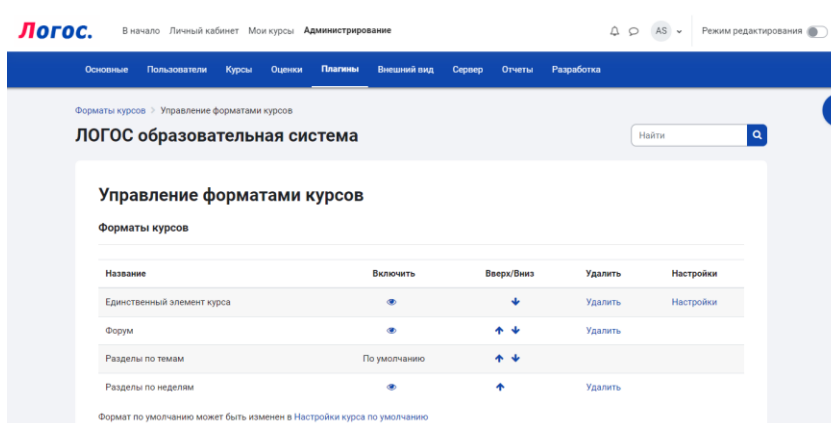 Логос. В начало Личный кабинет Мои курсы Администрирование AS Режим редактирования
Основные Пользователи Курсы Оценки Плагины Внешний вид Сервер Отчеты Разработка
Форматы курсов Управление форматами курсов
ЛОГОС образовательная система Найти
Управление форматами курсов
Форматы курсов
Название Включить Вверх/Вниз Удалить Настройки
Единственный элемент курса Удалить Настройки
Форум Удалить
Разделы по темам По умолчанию
Разделы по неделям Удалить
Формат по умолчанию может быть изменен в Настройки курса по умолчанию